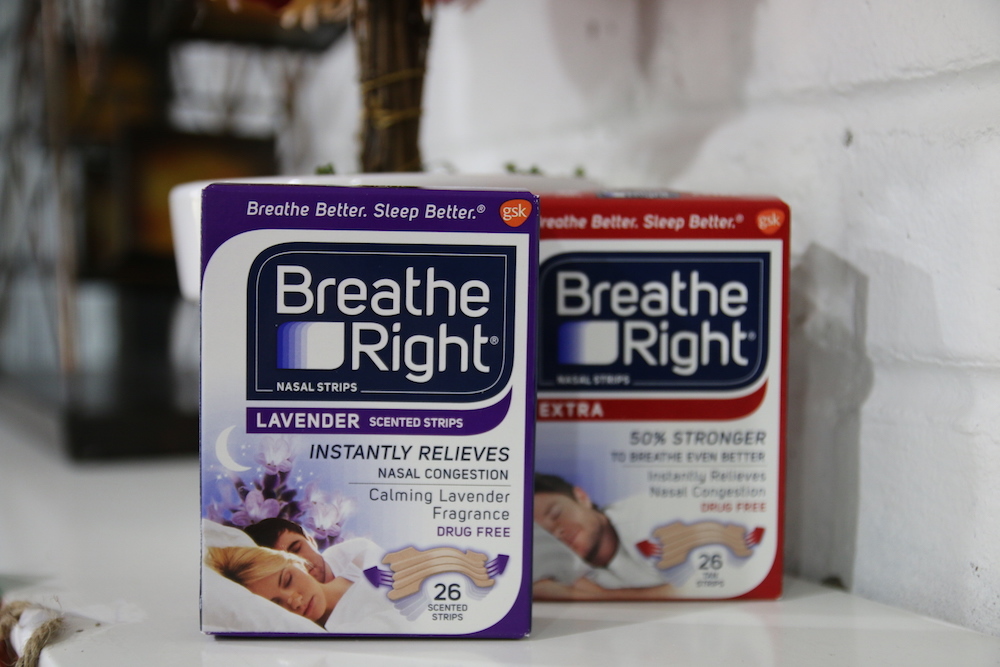 Breathe Better. Sleep Better.®
gsk
Breathe
Right®
NASAL STRIPS
LAVENDER SCENTED STRIPS
INSTANTLY RELIEVES
NASAL CONGESTION
Calming Lavender
Fragrance
DRUG FREE
26
SCENTED
STRIPS
reathe Better. Sleep Better.®
gsk
Breathe
Right®
NASAL STRIPS
EXTRA
50% STRONGER
TO BREATHE EVEN BETTER
Instantly Relieves
Nasal Congestion
DRUG FREE
26
TAN
STRIPS